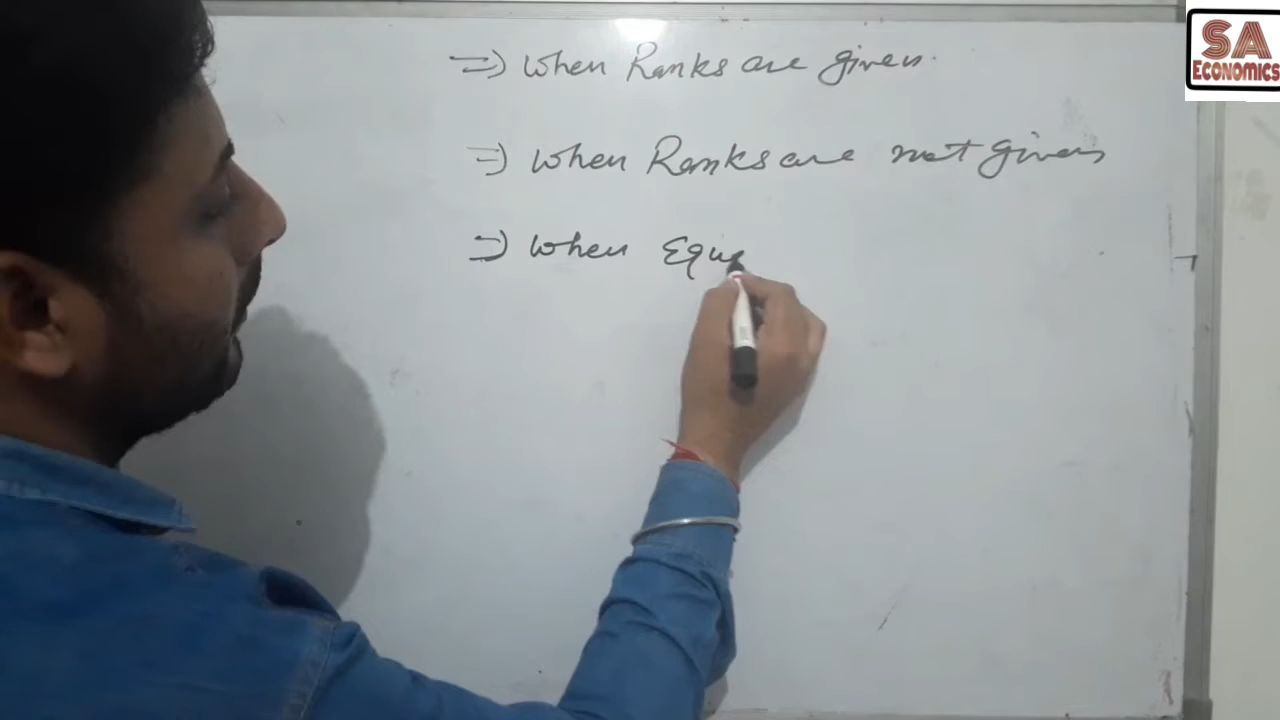 SA
ECONOMICS
=) When Ranks are given.
=) When Ranks are not given
=) When Equ